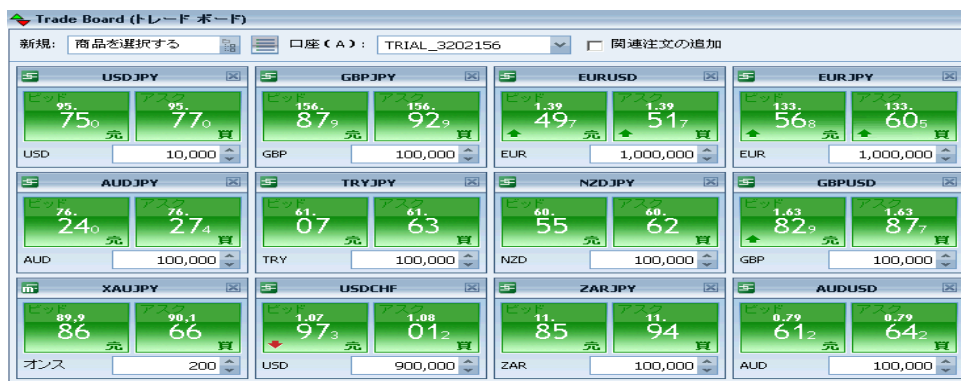 Trade Board (トレード ボード)
新規: 商品を選択する 口座(A): TRIAL_3202156 関連注文の追加
USDJPY GBPJPY EURUSD EURJPY
ビッド アスク ビッド アスク ビッド アスク ビッド アスク
95. 95. 156. 156. 1.39 1.39 133. 133.
750 770 879 929 497 517 568 605
売 買 売 買 売 買 売 買
USD 10,000 GBP 100,000 EUR 1,000,000 EUR 1,000,000
AUDJPY TRYJPY NZDJPY GBPUSD
ビッド アスク ビッド アスク ビッド アスク ビッド アスク
76. 76. 61. 61. 60. 60. 1.63 1.63
240 274 07 63 55 62 829 877
売 買 売 買 売 買 売 買
AUD 100,000 TRY 100,000 NZD 100,000 GBP 100,000
XAUJPY USDCHF ZARJPY AUDUSD
ビッド アスク ビッド アスク ビッド アスク ビッド アスク
89,9 90,1 1.07 1.08 11. 11. 0.79 0.79
86 66 973 012 85 94 612 642
売 買 売 買 売 買 売 買
オンス 200 USD 900,000 ZAR 100,000 AUD 100,000